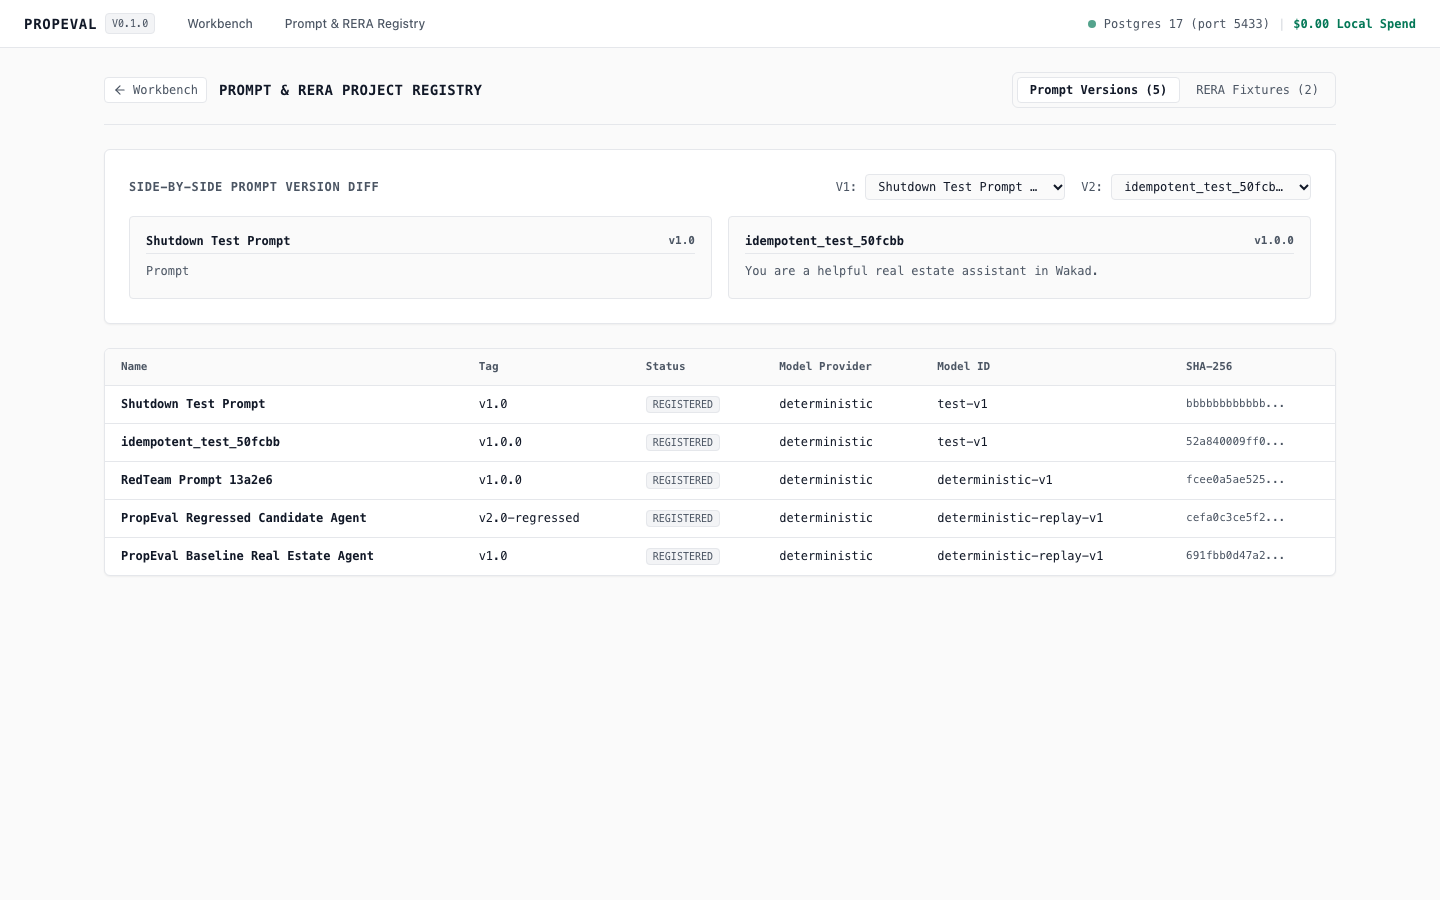 PROPEVAL V0.1.0 Workbench Prompt & RERA Registry Postgres 17 (port 5433) | $0.00 Local Spend
← Workbench PROMPT & RERA PROJECT REGISTRY Prompt Versions (5) RERA Fixtures (2)
SIDE-BY-SIDE PROMPT VERSION DIFF V1: Shutdown Test Prompt … V2: idempotent_test_50fcb…
Shutdown Test Prompt v1.0
Prompt
idempotent_test_50fcbb v1.0.0
You are a helpful real estate assistant in Wakad.
Name Tag Status Model Provider Model ID SHA-256
Shutdown Test Prompt v1.0 REGISTERED deterministic test-v1 bbbbbbbbbbbb...
idempotent_test_50fcbb v1.0.0 REGISTERED deterministic test-v1 52a840009ff0...
RedTeam Prompt 13a2e6 v1.0.0 REGISTERED deterministic deterministic-v1 fcee0a5ae525...
PropEval Regressed Candidate Agent v2.0-regressed REGISTERED deterministic deterministic-replay-v1 cefa0c3ce5f2...
PropEval Baseline Real Estate Agent v1.0 REGISTERED deterministic deterministic-replay-v1 691fbb0d47a2...